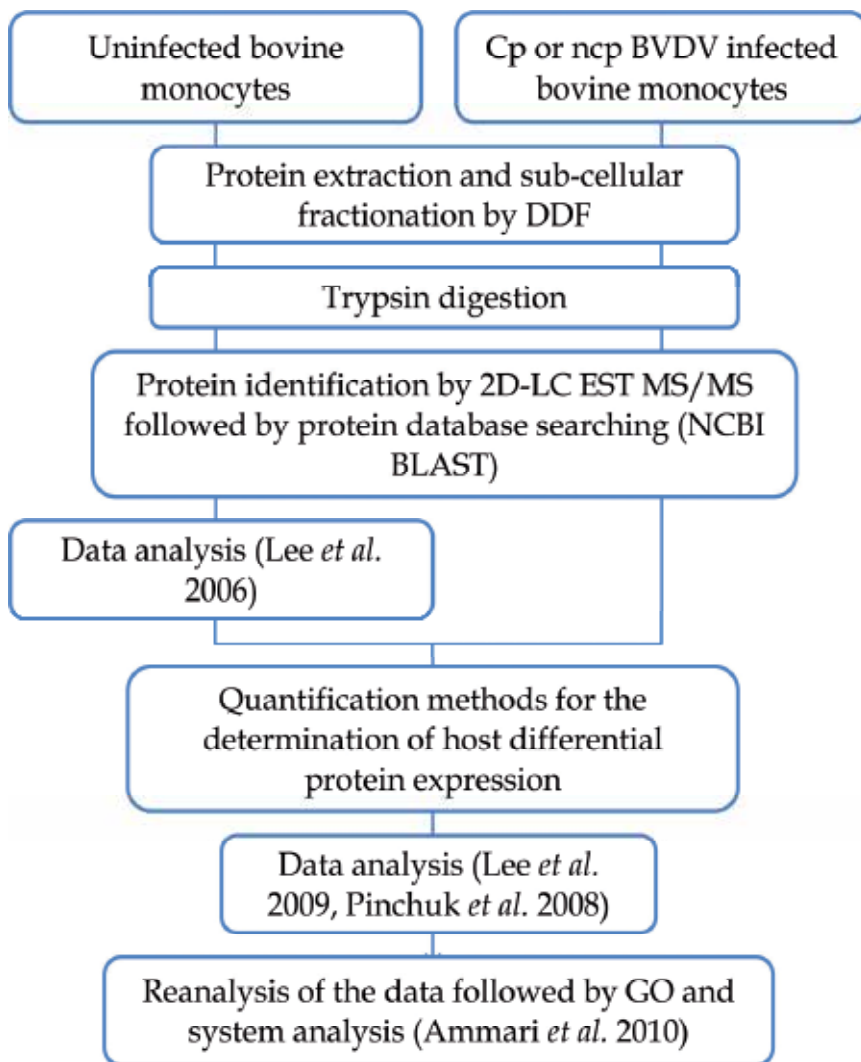 Uninfected bovine
monocytes
Cp or ncp BVDV infected
bovine monocytes
Protein extraction and sub-cellular
fractionation by DDF
Trypsin digestion
Protein identification by 2D-LC EST MS/MS
followed by protein database searching (NCBI
BLAST)
Data analysis (Lee et al.
2006)
Quantification methods for the
determination of host differential
protein expression
Data analysis (Lee et al.
2009, Pinchuk et al. 2008)
Reanalysis of the data followed by GO and
system analysis (Ammari et al. 2010)